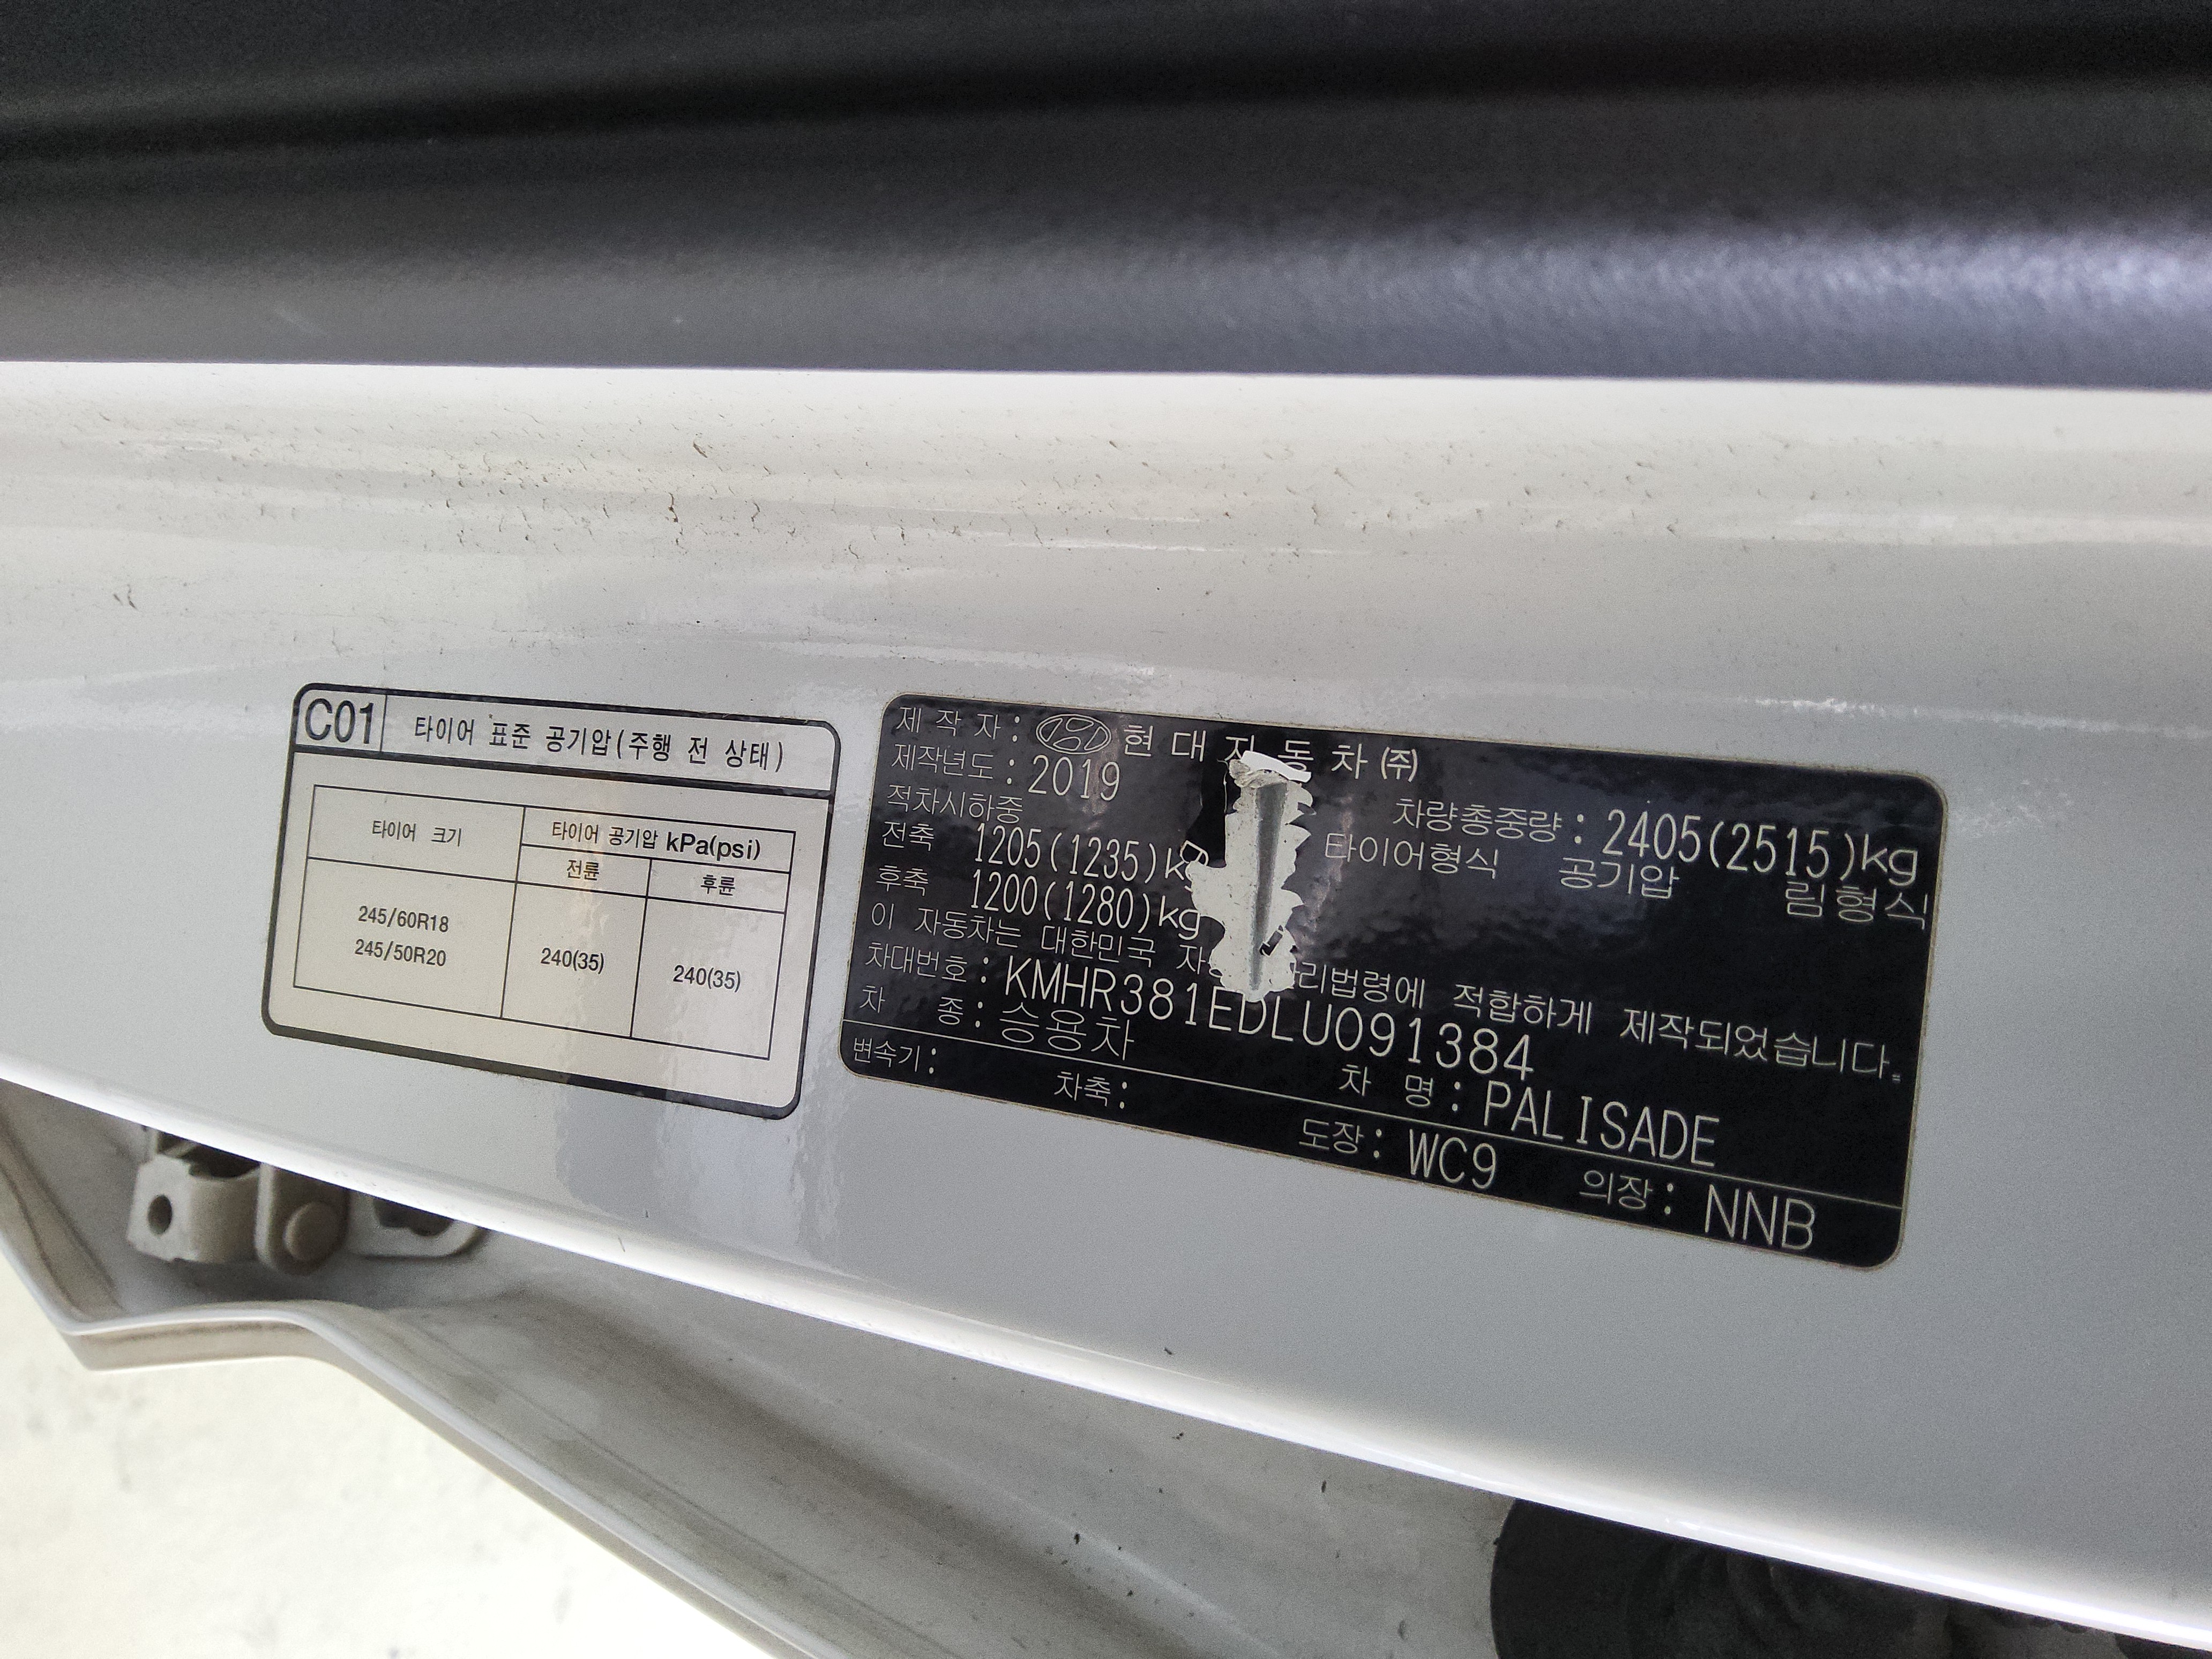 C01 타이어 표준 공기압(주행 전 상태)
타이어 크기 타이어 공기압 kPa(psi)
전륜 후륜
245/60R18
245/50R20
240(35) 240(35)
제 작 자 : 현 대 자 동 차 ㈜
제작년도 : 2019
적차시하중 차량총중량 : 2405(2515)kg
전축 1205(1235)kg 타이어형식 공기압 림형식
후축 1200(1280)kg
이 자동차는 대한민국 적합하게 제작되었습니다.
차대번호 : KMHR381EDLU091384
차 종 : 승용차 차 명 : PALISADE
변속기 : 차축 : 도장 : WC9 의장 : NNB